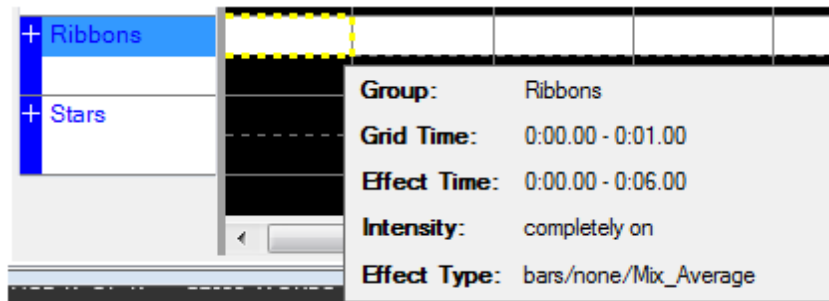 Ribbons
Stars
Group: Ribbons
Grid Time: 0:00.00 - 0:01.00
Effect Time: 0:00.00 - 0:06.00
Intensity: completely on
Effect Type: bars/none/Mix_Average